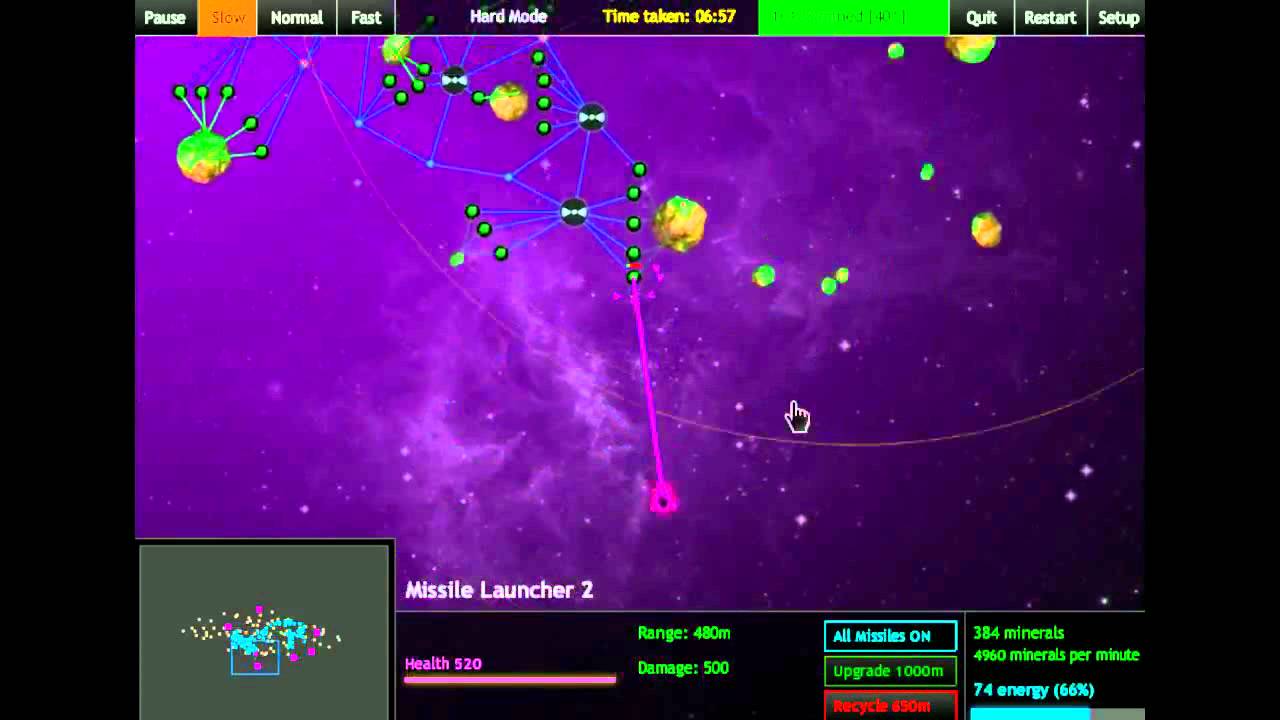 Pause
Slow
Normal
Fast
Hard Mode
Time taken: 06:57
Quit
Restart
Setup
Missile Launcher 2
Health 520
Range: 480m
Damage: 500
All Missiles ON
Upgrade 1000m
Recycle 650m
384 minerals
4960 minerals per minute
74 energy (66%)